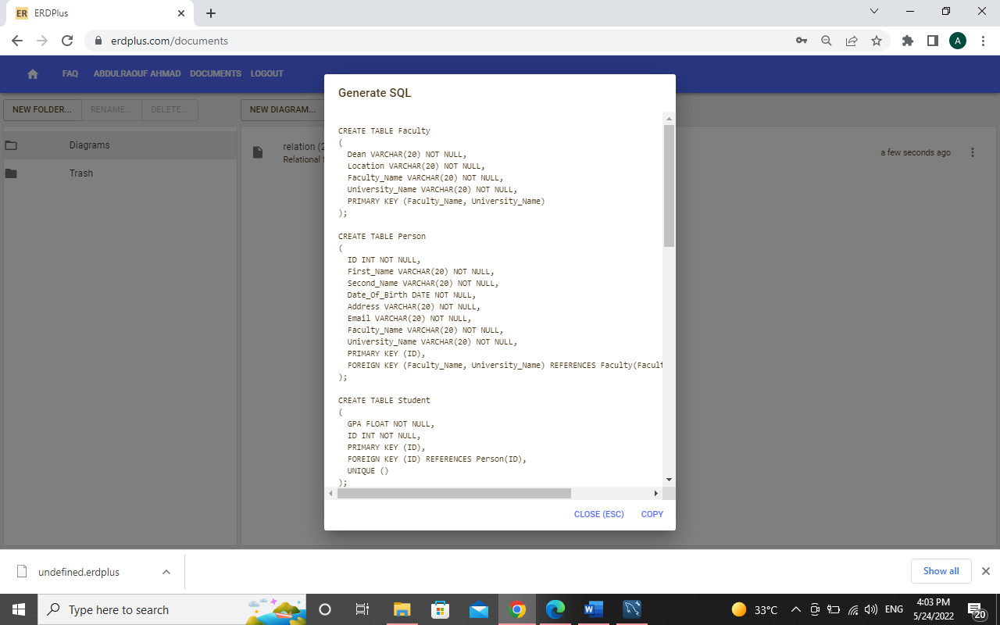 ER ERDPlus
erdplus.com/documents
A
FAQ ABDULRAOUF AHMAD DOCUMENTS LOGOUT
NEW FOLDER... RENAME... DELETE... NEW DIAGRAM...
Diagrams
Trash
relation (2
Relational S
a few seconds ago
Generate SQL
CREATE TABLE Faculty
(
  Dean VARCHAR(20) NOT NULL,
  Location VARCHAR(20) NOT NULL,
  Faculty_Name VARCHAR(20) NOT NULL,
  University_Name VARCHAR(20) NOT NULL,
  PRIMARY KEY (Faculty_Name, University_Name)
);
CREATE TABLE Person
(
  ID INT NOT NULL,
  First_Name VARCHAR(20) NOT NULL,
  Second_Name VARCHAR(20) NOT NULL,
  Date_Of_Birth DATE NOT NULL,
  Address VARCHAR(20) NOT NULL,
  Email VARCHAR(20) NOT NULL,
  Faculty_Name VARCHAR(20) NOT NULL,
  University_Name VARCHAR(20) NOT NULL,
  PRIMARY KEY (ID),
  FOREIGN KEY (Faculty_Name, University_Name) REFERENCES Faculty(Facult
);
CREATE TABLE Student
(
  GPA FLOAT NOT NULL,
  ID INT NOT NULL,
  PRIMARY KEY (ID),
  FOREIGN KEY (ID) REFERENCES Person(ID),
  UNIQUE ()
);
CLOSE (ESC) COPY
undefined.erdplus
Show all
Type here to search
33°C
ENG
4:03 PM
5/24/2022
20